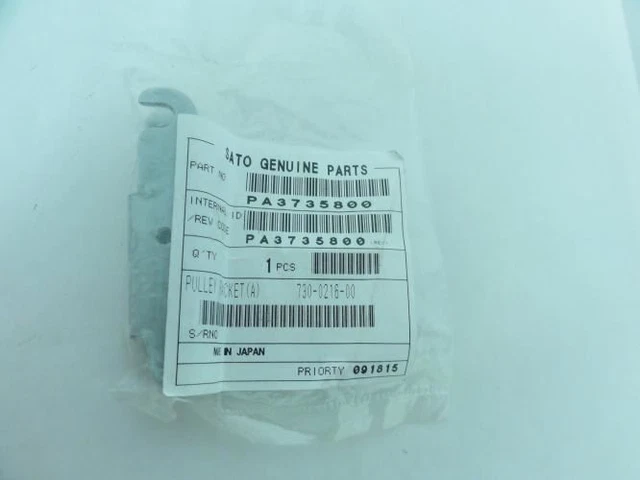 SATO GENUINE PARTS
PART NO
PA3735800
INTERNAL ID
/REV CODE
PA3735800
Q'TY
1 PCS
PULLEY 730-0216-00
S/RNO
IN JAPAN
PRIORTY 091815